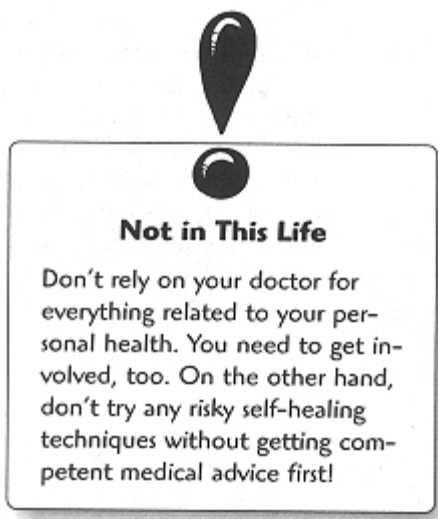 Not in This Life
Don't rely on your doctor for
everything related to your per-
sonal health. You need to get in-
volved, too. On the other hand,
don't try any risky self-healing
techniques without getting com-
petent medical advice first!